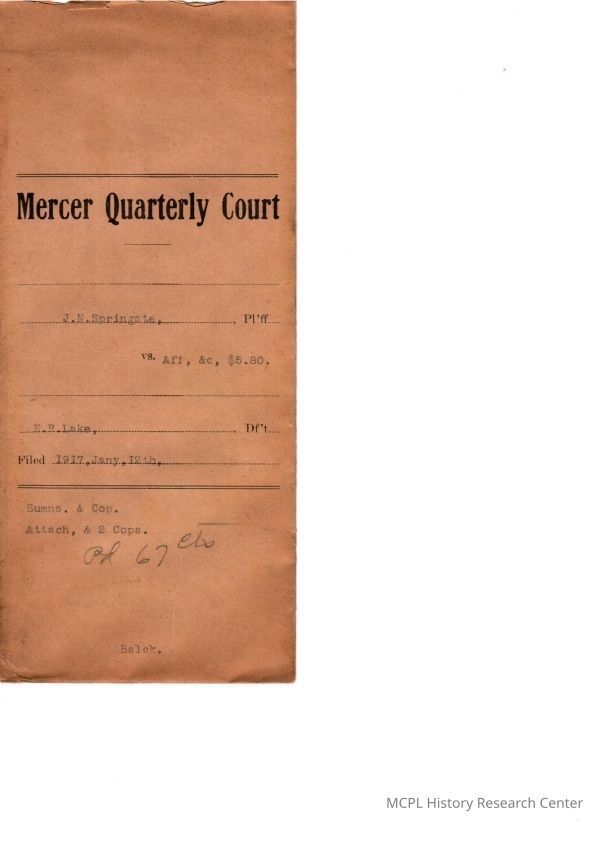 Mercer Quarterly Court
J.N.Springate, Pl'ff
vs. Aff, &c, $5.80.
E.R.Lake, Df't
Filed 1917,Jany,12th,
Sumns. & Cop.
Attach, & 2 Cops.
Pd 67 cts
Balck.
MCPL History Research Center